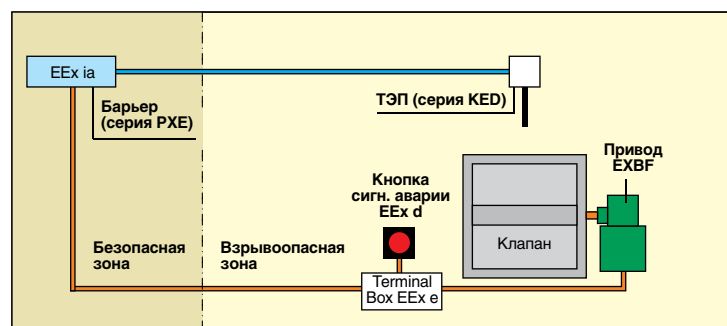 EEx ia
Барьер
(серия PXE)
ТЭП (серия KED)
Привод
EXBF
Кнопка
сигн. аварии
EEx d
Клапан
Безопасная
зона
Взрывоопасная
зона
Terminal
Box EEx e